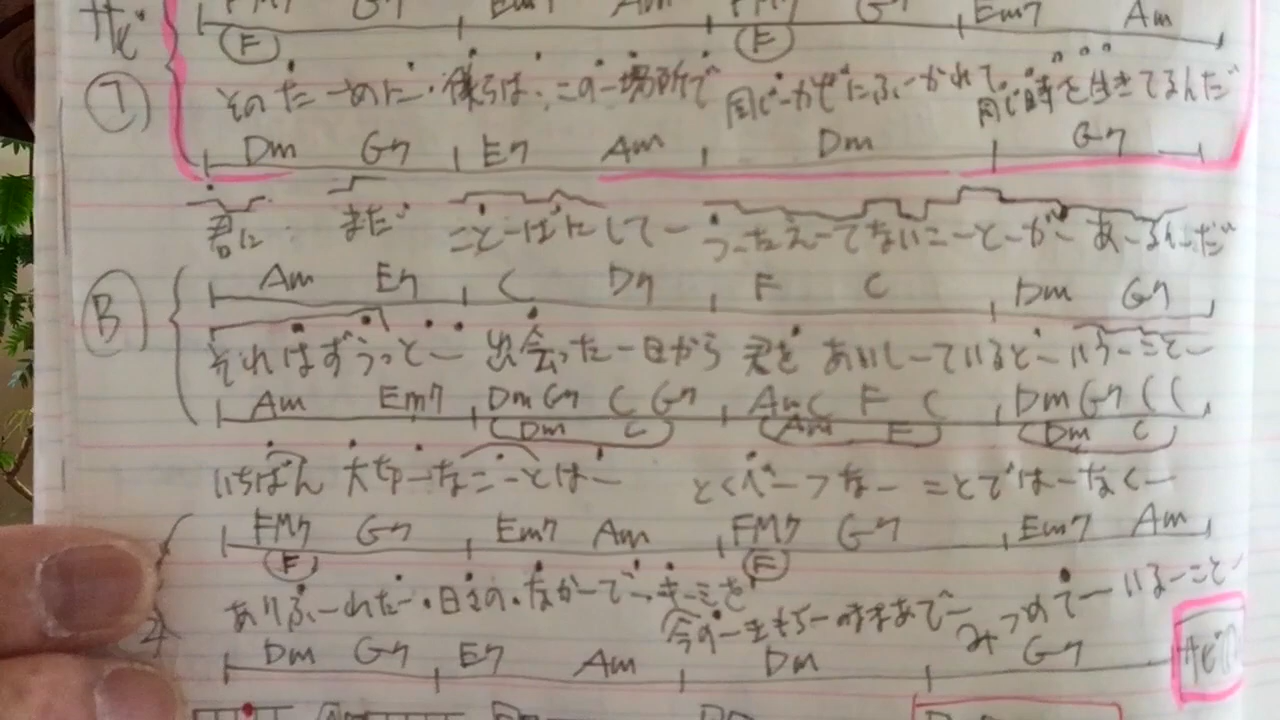 サビ FM7 G7 Em7 Am FM7 G7 Em7 Am
F F
① そのたーめに・僕らは、この一場所で 同じーかぜにふーかれて 同じ時を生きてるんだ
Dm G7 E7 Am Dm G7
君に まだ ことーばにしてー つーたえーてないこーとーがー あーるんーだ
Ⓑ Am E7 C D7 F C Dm G7
それはずうっとー 出会ったー日から 君を あいしーているとーいうーことー
Am Em7 Dm G7 C G7 Am C F C Dm G7 C C
(Dm C) (Am F) (Dm C)
いちばん 大切ーなこーとはー とくべーつなー ことではーなくー
FM7 G7 Em7 Am FM7 G7 Em7 Am
F F
ありふーれたー・日々の・なかーでーキーミを
今のー気もちーのままでー みつめてーいるーことー
サビ Dm G7 E7 Am Dm G7 サビ①